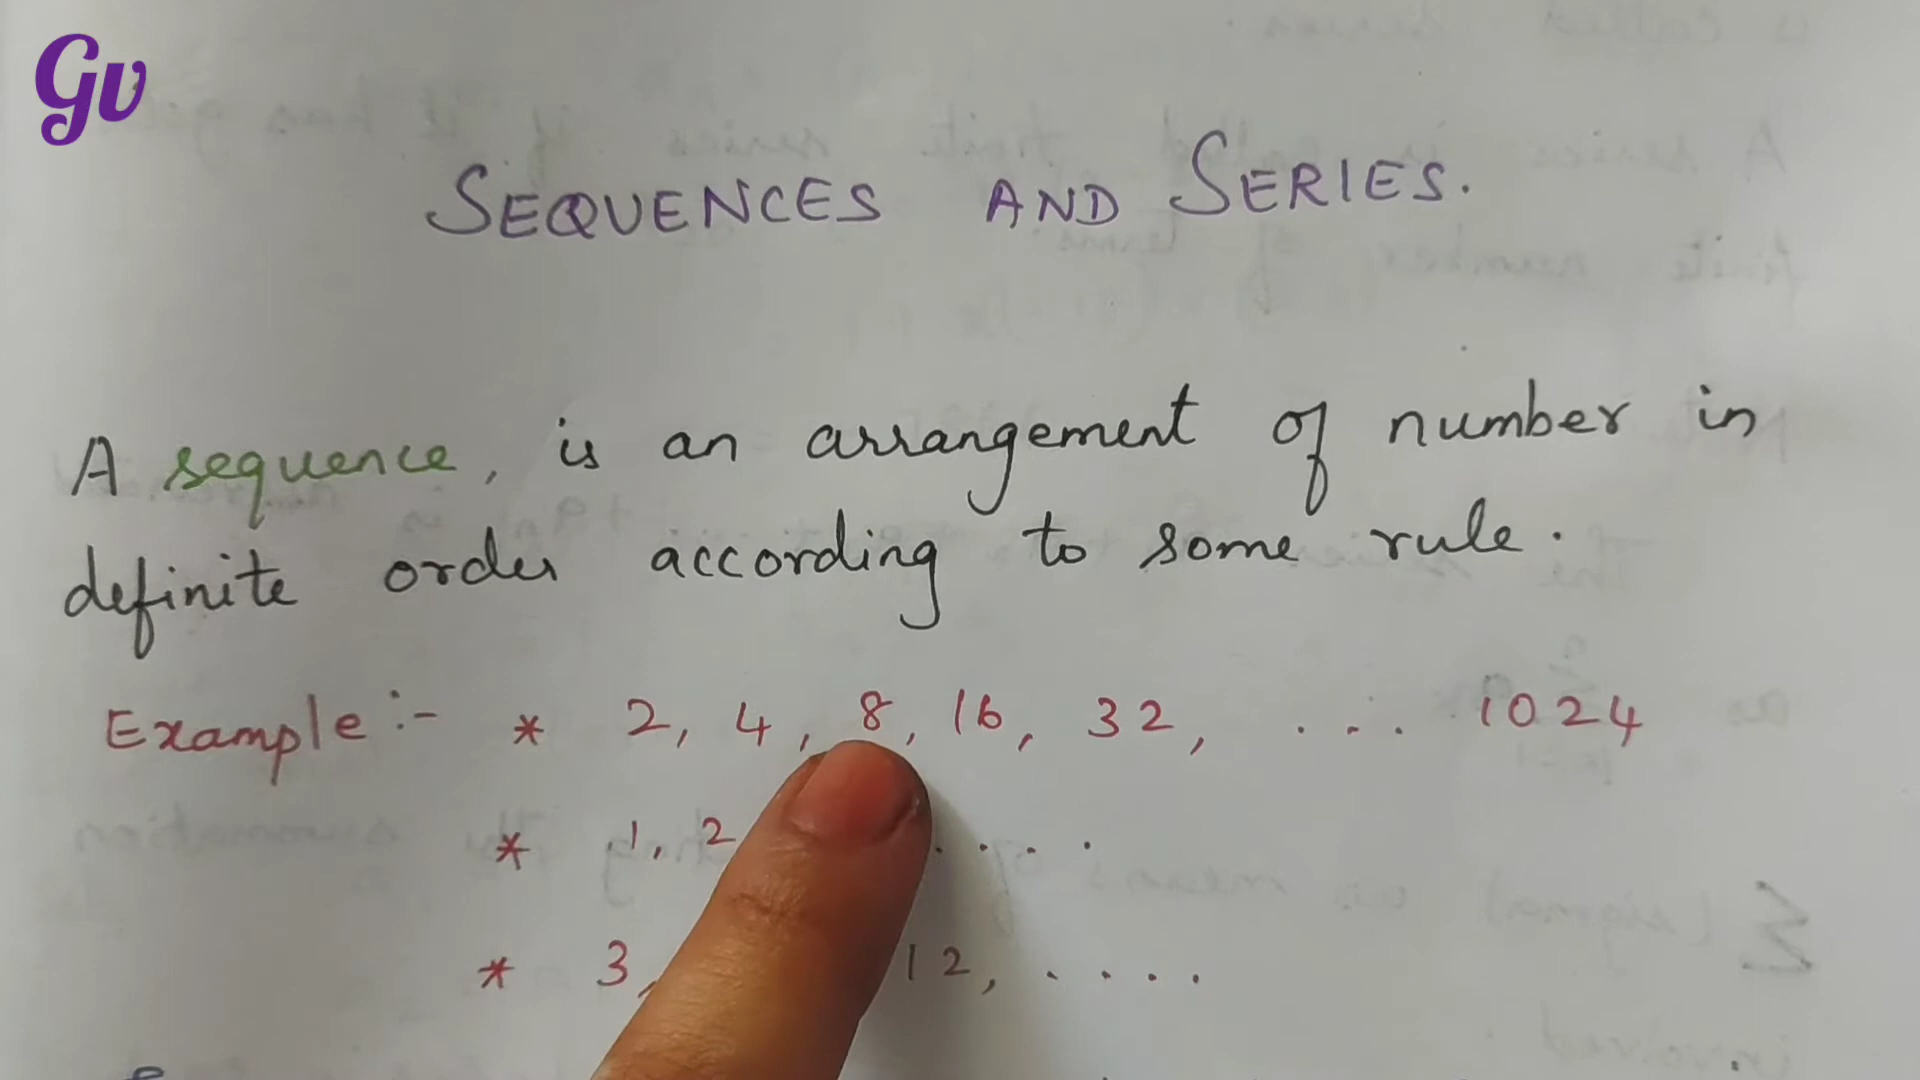 Gv
SEQUENCES AND SERIES.
A sequence, is an arrangement of number in
definite order according to some rule.
Example :- * 2, 4, 8, 16, 32, ... 1024
* 1, 2 ....
* 3, 12, ....